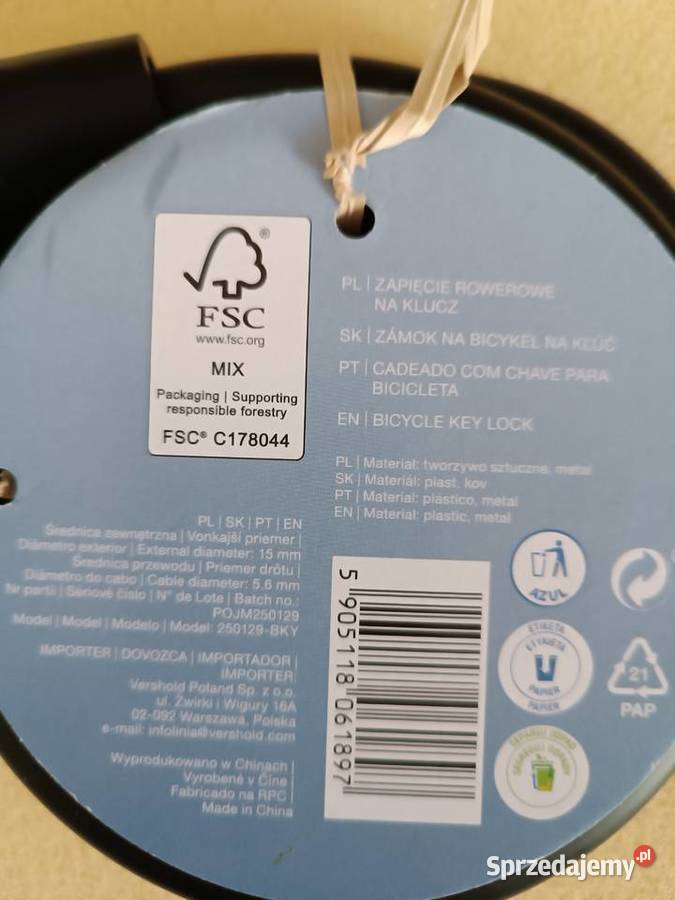 ®
FSC
www.fsc.org
MIX
Packaging | Supporting
responsible forestry
FSC® C178044
PL | ZAPIĘCIE ROWEROWE
NA KLUCZ
SK | ZÁMOK NA BICYKEL NA KĽÚČ
PT | CADEADO COM CHAVE PARA
BICICLETA
EN | BICYCLE KEY LOCK
PL | Materiał: tworzywo sztuczne, metal
SK | Materiál: plast, kov
PT | Material: plástico, metal
EN | Material: plastic, metal
PL | SK | PT | EN
Średnica zewnętrzna | Vonkajší priemer |
Diâmetro exterior | External diameter: 15 mm
Średnica przewodu | Priemer drôtu |
Diâmetro do cabo | Cable diameter: 5.6 mm
Nr partii | Sériové číslo | N° de Lote | Batch no.:
POJM250129
Model | Model | Modelo | Model: 250129-BKY
IMPORTER | DOVOZCA | IMPORTADOR |
IMPORTER:
Vershold Poland Sp. z o.o.
ul. Żwirki i Wigury 16A
02-092 Warszawa, Polska
e-mail: infolinia@vershold.com
Wyprodukowano w Chinach
Vyrobené v Číne
Fabricado na RPC
Made in China
5 905118 061897
AZUL
ETYKIETA
PAPIER
PAPIER
21
PAP
Sprzedajemy.pl